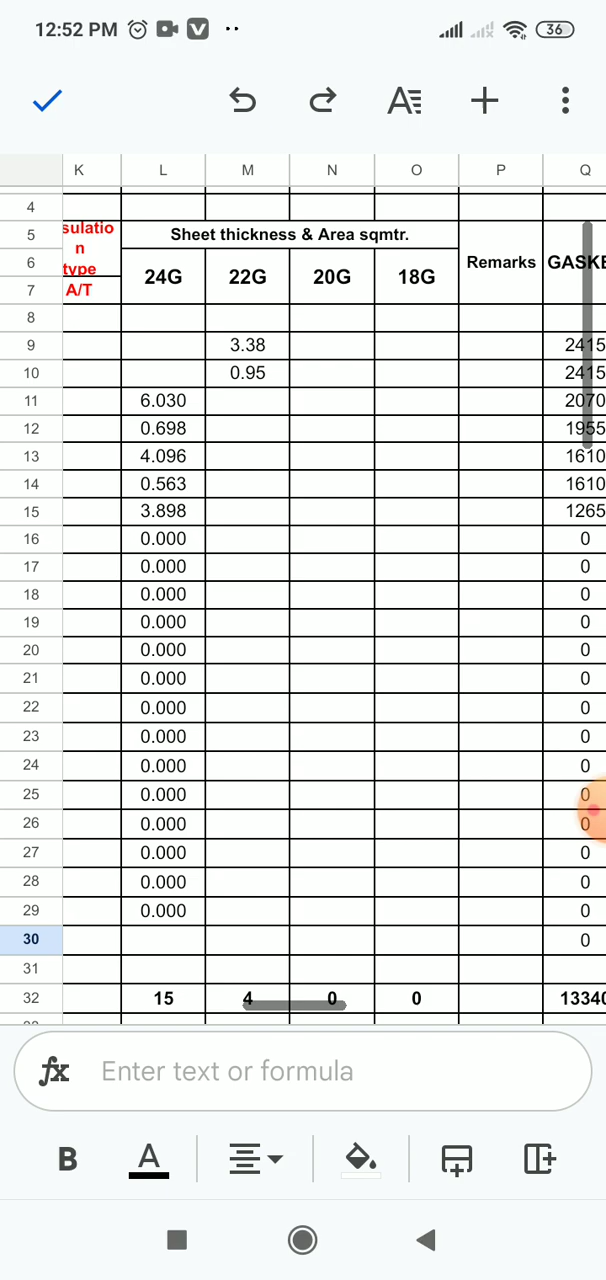 12:52 PM V 36
K L M N O P Q
4
5 sulatio Sheet thickness & Area sqmtr.
n
6 type 24G 22G 20G 18G Remarks GASKE
7 A/T
8
9 3.38 2415
10 0.95 2415
11 6.030 2070
12 0.698 1955
13 4.096 1610
14 0.563 1610
15 3.898 1265
16 0.000 0
17 0.000 0
18 0.000 0
19 0.000 0
20 0.000 0
21 0.000 0
22 0.000 0
23 0.000 0
24 0.000 0
25 0.000 0
26 0.000 0
27 0.000 0
28 0.000 0
29 0.000 0
30 0
31
32 15 4 0 0 13340
fx Enter text or formula
B A